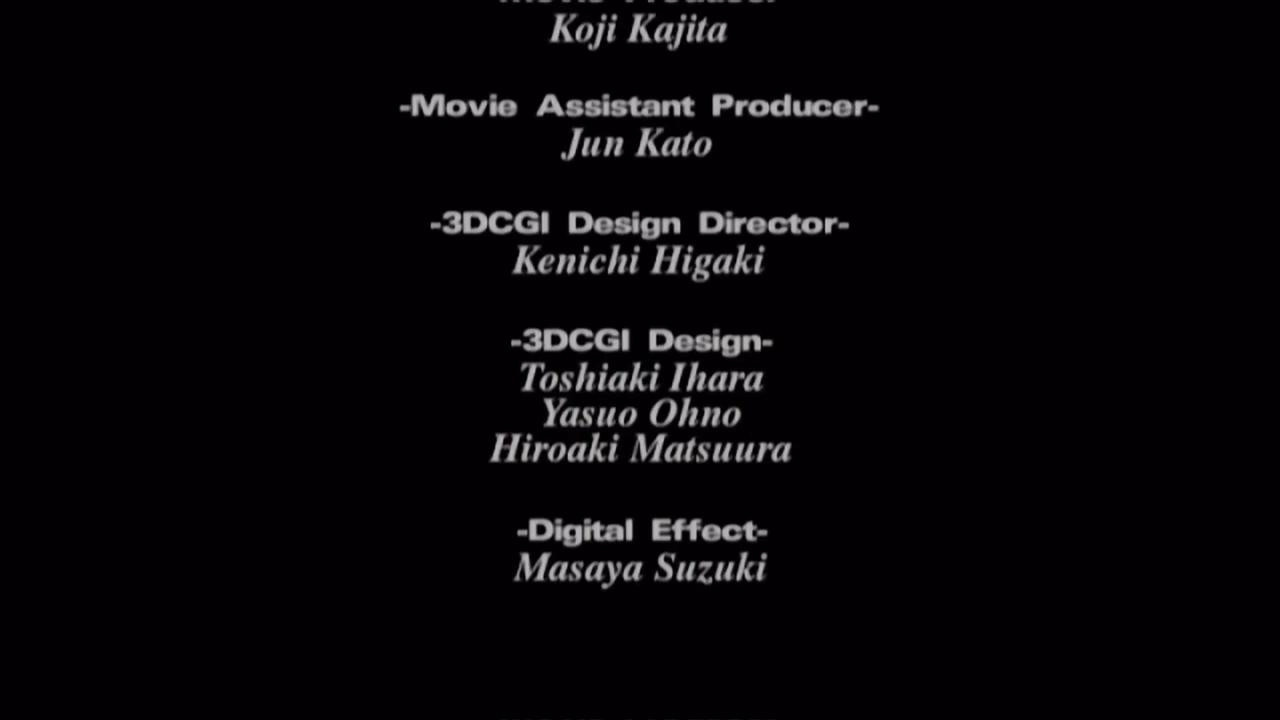 Koji Kajita
-Movie Assistant Producer-
Jun Kato
-3DCGI Design Director-
Kenichi Higaki
-3DCGI Design-
Toshiaki Ihara
Yasuo Ohno
Hiroaki Matsuura
-Digital Effect-
Masaya Suzuki